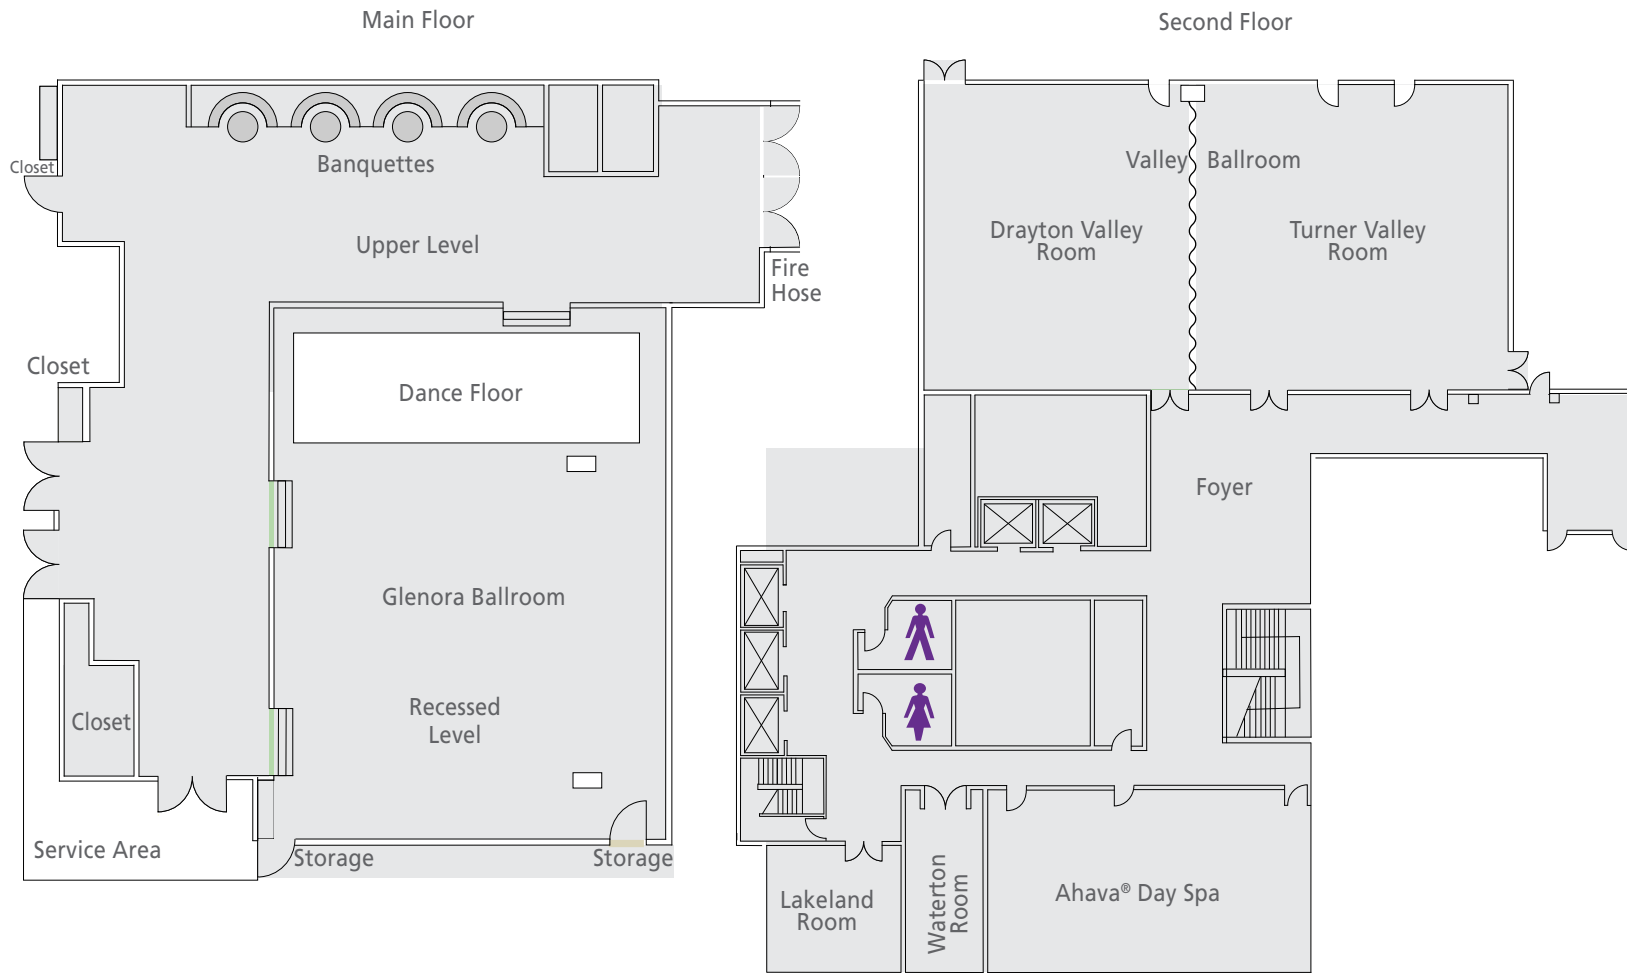 Main Floor
Closet
Banquettes
Upper Level
Fire
Hose
Closet
Dance Floor
Glenora Ballroom
Recessed
Level
Closet
Service Area
Storage
Storage
Second Floor
Valley Ballroom
Drayton Valley
Room
Turner Valley
Room
Foyer
Lakeland
Room
Waterton
Room
Ahava® Day Spa